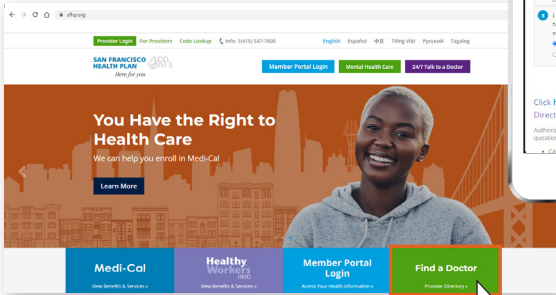 sfhp.org
Provider Login For Providers Code Lookup Info: 1(415) 547-7800 English Español 中文 Tiếng Việt Русский Tagalog
SAN FRANCISCO
HEALTH PLAN
Here for you
Member Portal Login Mental Health Care 24/7 Talk to a Doctor
You Have the Right to
Health Care
We can help you enroll in Medi-Cal
Learn More
Medi-Cal
View Benefits & Services »
Healthy
Workers
HMO
View Benefits & Services »
Member Portal
Login
Access Your Health Information »
Find a Doctor
Provider Directory »
3
Click
Direct
Authoris
question